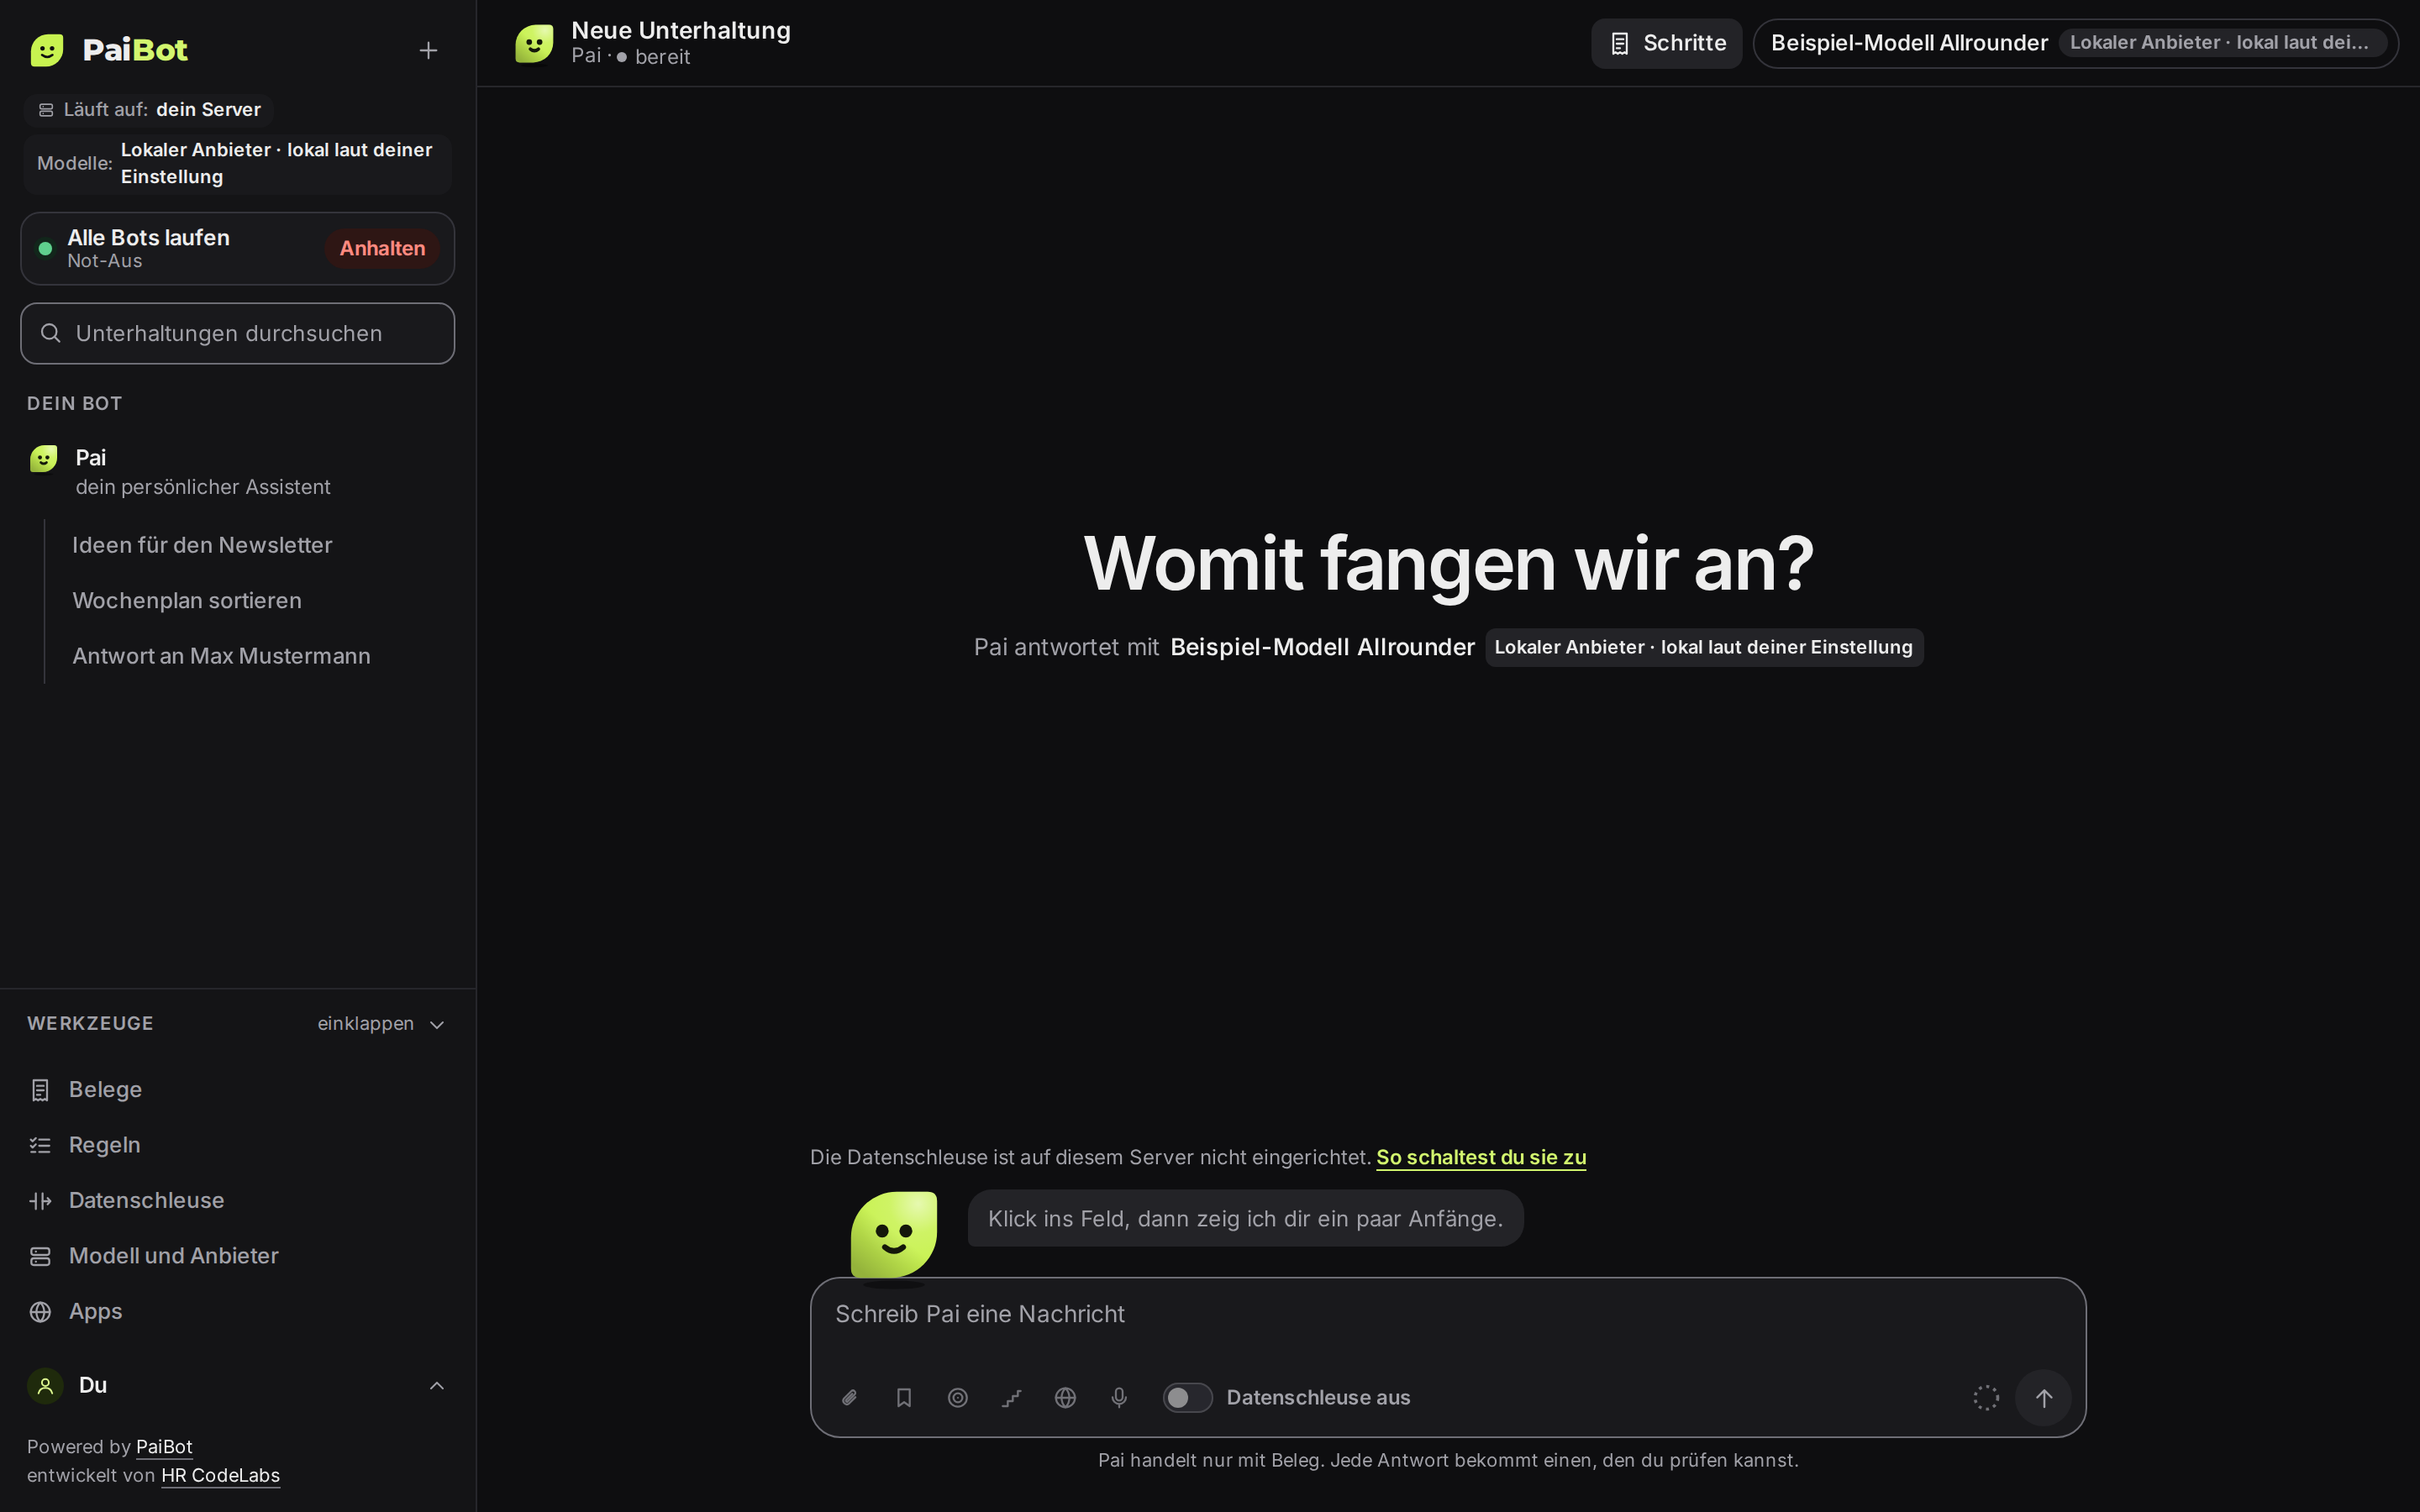 PaiBot
Läuft auf: dein Server
Modelle: Lokaler Anbieter · lokal laut deiner
Einstellung
Alle Bots laufen
Not-Aus
Anhalten
Unterhaltungen durchsuchen
DEIN BOT
Pai
dein persönlicher Assistent
Ideen für den Newsletter
Wochenplan sortieren
Antwort an Max Mustermann
WERKZEUGE
einklappen
Belege
Regeln
Datenschleuse
Modell und Anbieter
Apps
Du
Powered by PaiBot
entwickelt von HR CodeLabs
Neue Unterhaltung
Pai · bereit
Schritte
Beispiel-Modell Allrounder Lokaler Anbieter · lokal laut dei...
Womit fangen wir an?
Pai antwortet mit Beispiel-Modell Allrounder Lokaler Anbieter · lokal laut deiner Einstellung
Die Datenschleuse ist auf diesem Server nicht eingerichtet. So schaltest du sie zu
Klick ins Feld, dann zeig ich dir ein paar Anfänge.
Schreib Pai eine Nachricht
Datenschleuse aus
Pai handelt nur mit Beleg. Jede Antwort bekommt einen, den du prüfen kannst.